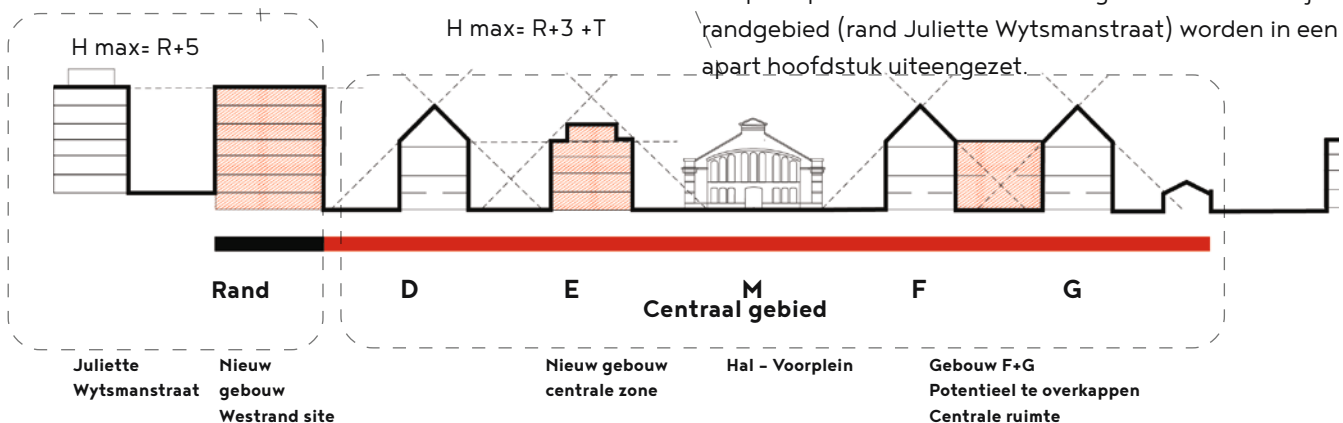 H max= R+5
H max= R+3 +T
randgebied (rand Juliette Wytsmanstraat) worden in een
apart hoofdstuk uiteengezet.
Rand
D
E
M
F
G
Centraal gebied
Juliette
Wytsmanstraat
Nieuw
gebouw
Westrand site
Nieuw gebouw
centrale zone
Hal – Voorplein
Gebouw F+G
Potentieel te overkappen
Centrale ruimte